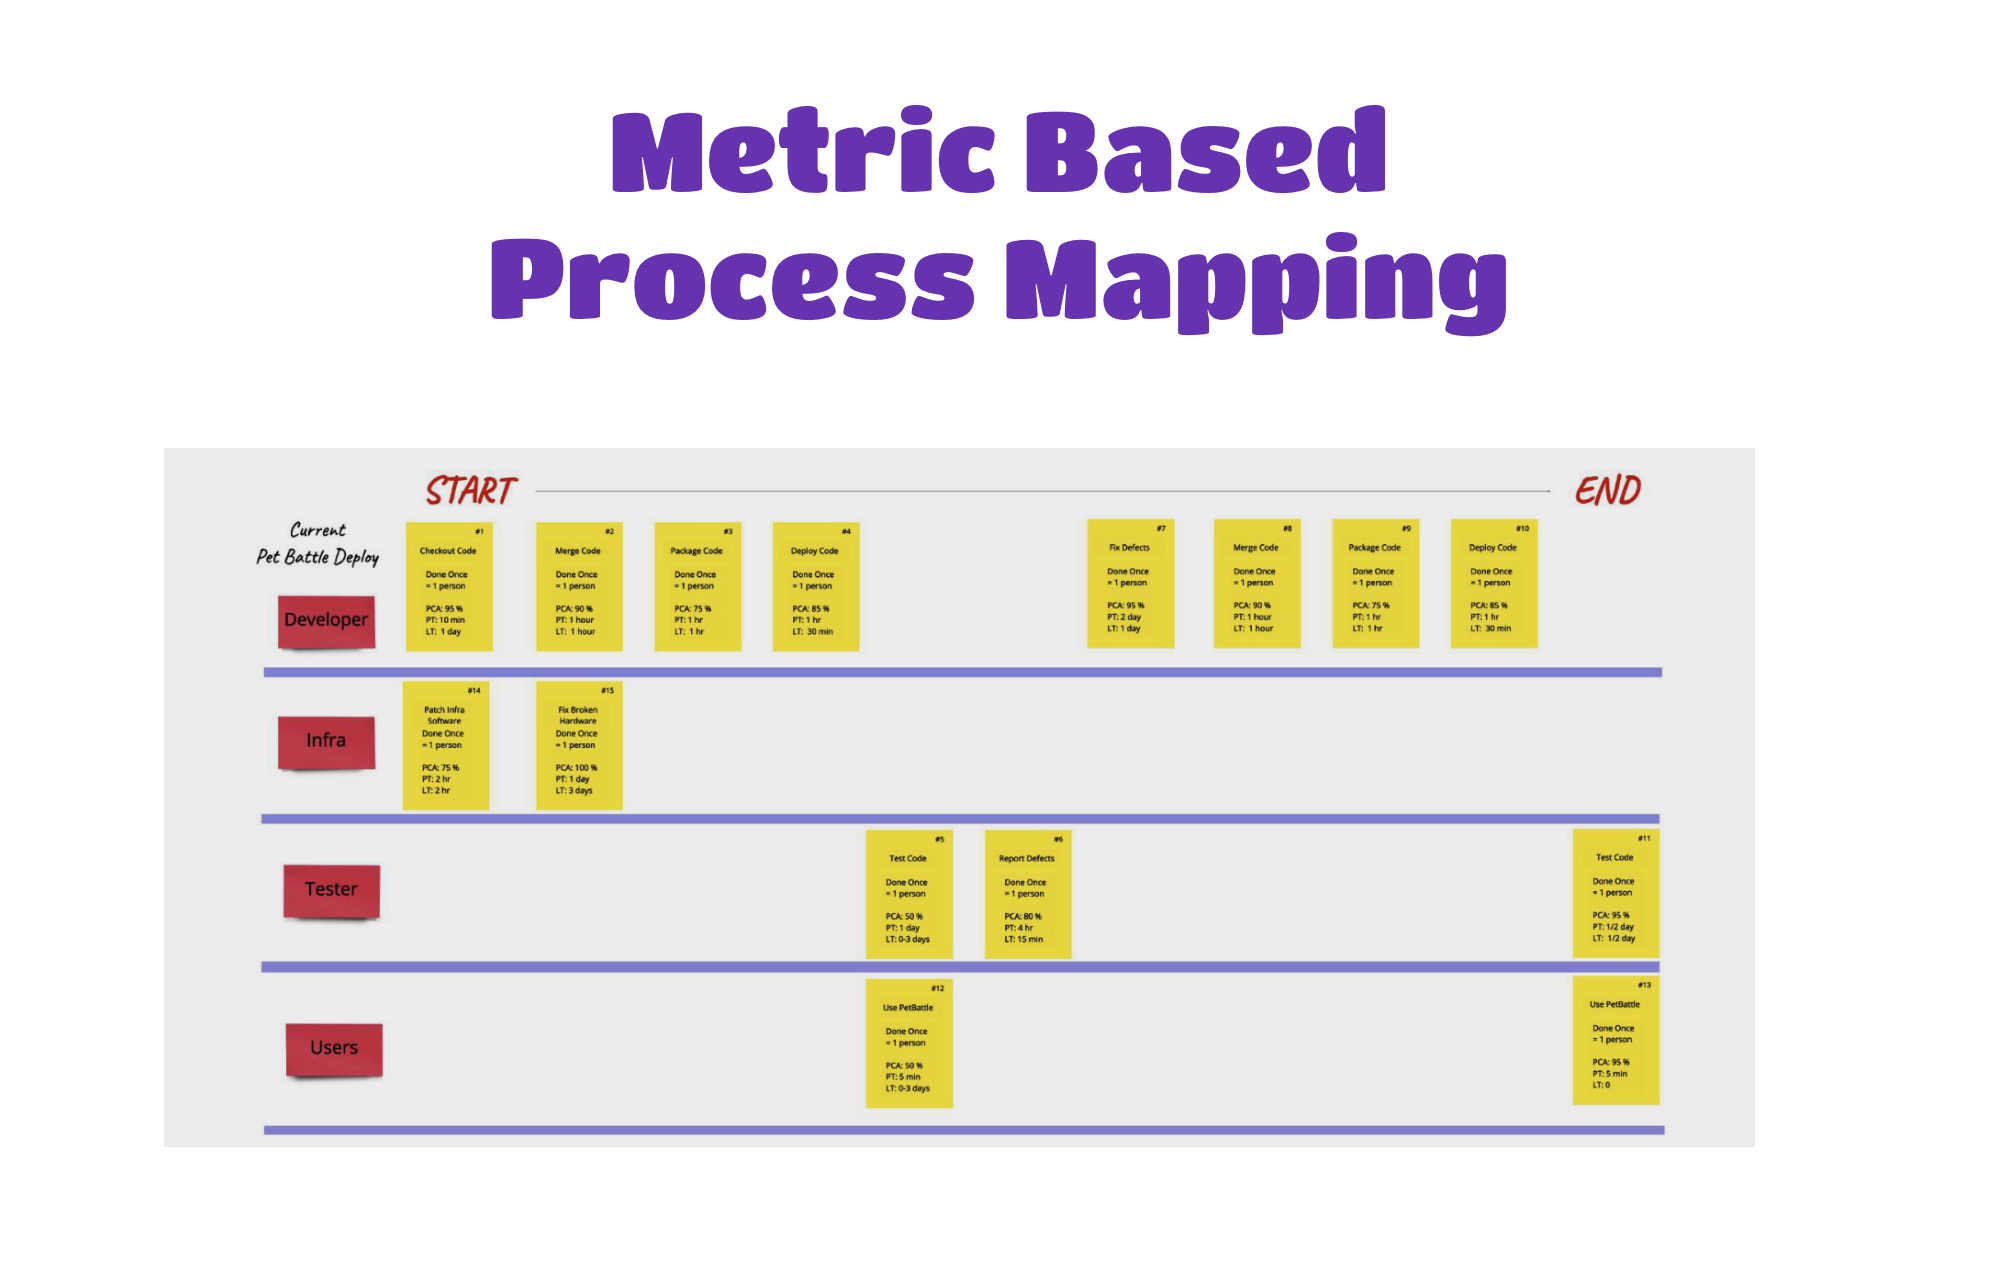 Metric Based
Process Mapping
START
END
Current
Pet Battle Deploy
Developer
#1
Checkout Code
Done Once
= 1 person
PCA: 95 %
PT: 10 min
LT: 1 day
#2
Merge Code
Done Once
= 1 person
PCA: 90 %
PT: 1 hour
LT: 1 hour
#3
Package Code
Done Once
= 1 person
PCA: 75 %
PT: 1 hr
LT: 1 hr
#4
Deploy Code
Done Once
= 1 person
PCA: 85 %
PT: 1 hr
LT: 30 min
#7
Fix Defects
Done Once
= 1 person
PCA: 95 %
PT: 2 day
LT: 1 day
#8
Merge Code
Done Once
= 1 person
PCA: 90 %
PT: 1 hour
LT: 1 hour
#9
Package Code
Done Once
= 1 person
PCA: 75 %
PT: 1 hr
LT: 1 hr
#10
Deploy Code
Done Once
= 1 person
PCA: 85 %
PT: 1 hr
LT: 30 min
Infra
#14
Patch Infra
Software
Done Once
= 1 person
PCA: 75 %
PT: 2 hr
LT: 2 hr
#15
Fix Broken
Hardware
Done Once
= 1 person
PCA: 100 %
PT: 1 day
LT: 3 days
Tester
#5
Test Code
Done Once
= 1 person
PCA: 50 %
PT: 1 day
LT: 0-3 days
#6
Report Defects
Done Once
= 1 person
PCA: 80 %
PT: 4 hr
LT: 15 min
#11
Test Code
Done Once
= 1 person
PCA: 95 %
PT: 1/2 day
LT: 1/2 day
Users
#12
Use PetBattle
Done Once
= 1 person
PCA: 50 %
PT: 5 min
LT: 0-3 days
#13
Use PetBattle
Done Once
= 1 person
PCA: 95 %
PT: 5 min
LT: 0